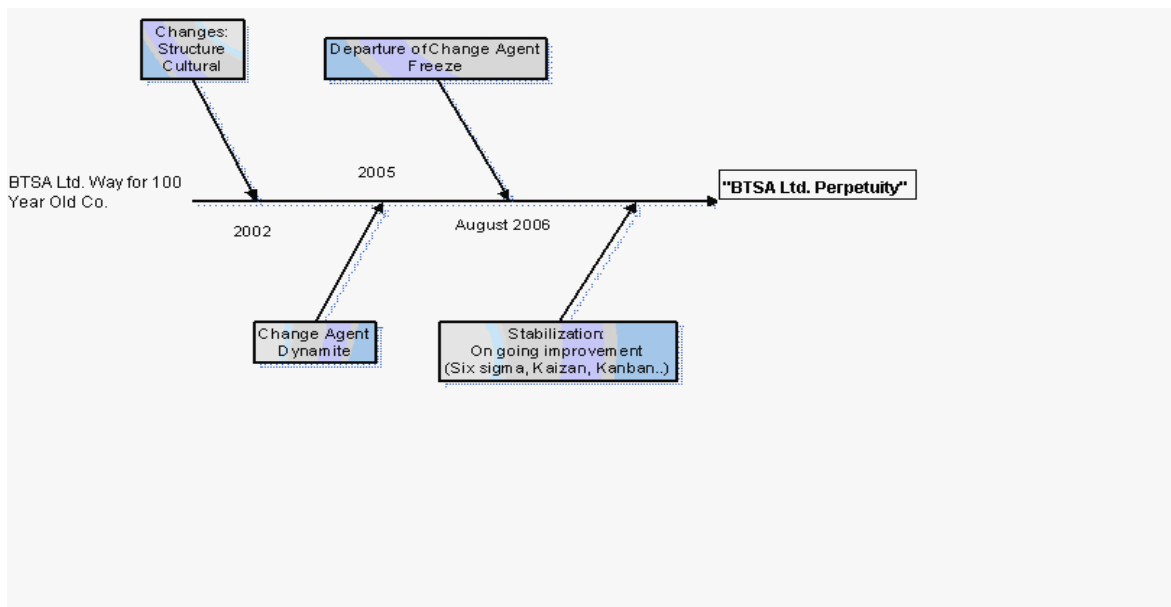 Changes:
Structure
Cultural
Departure of Change Agent
Freeze
2005
BTSA Ltd. Way for 100
Year Old Co.
"BTSA Ltd. Perpetuity"
2002
August 2006
Change Agent
Dynamite
Stabilization:
On going improvement
(Six sigma, Kaizan, Kanban..)